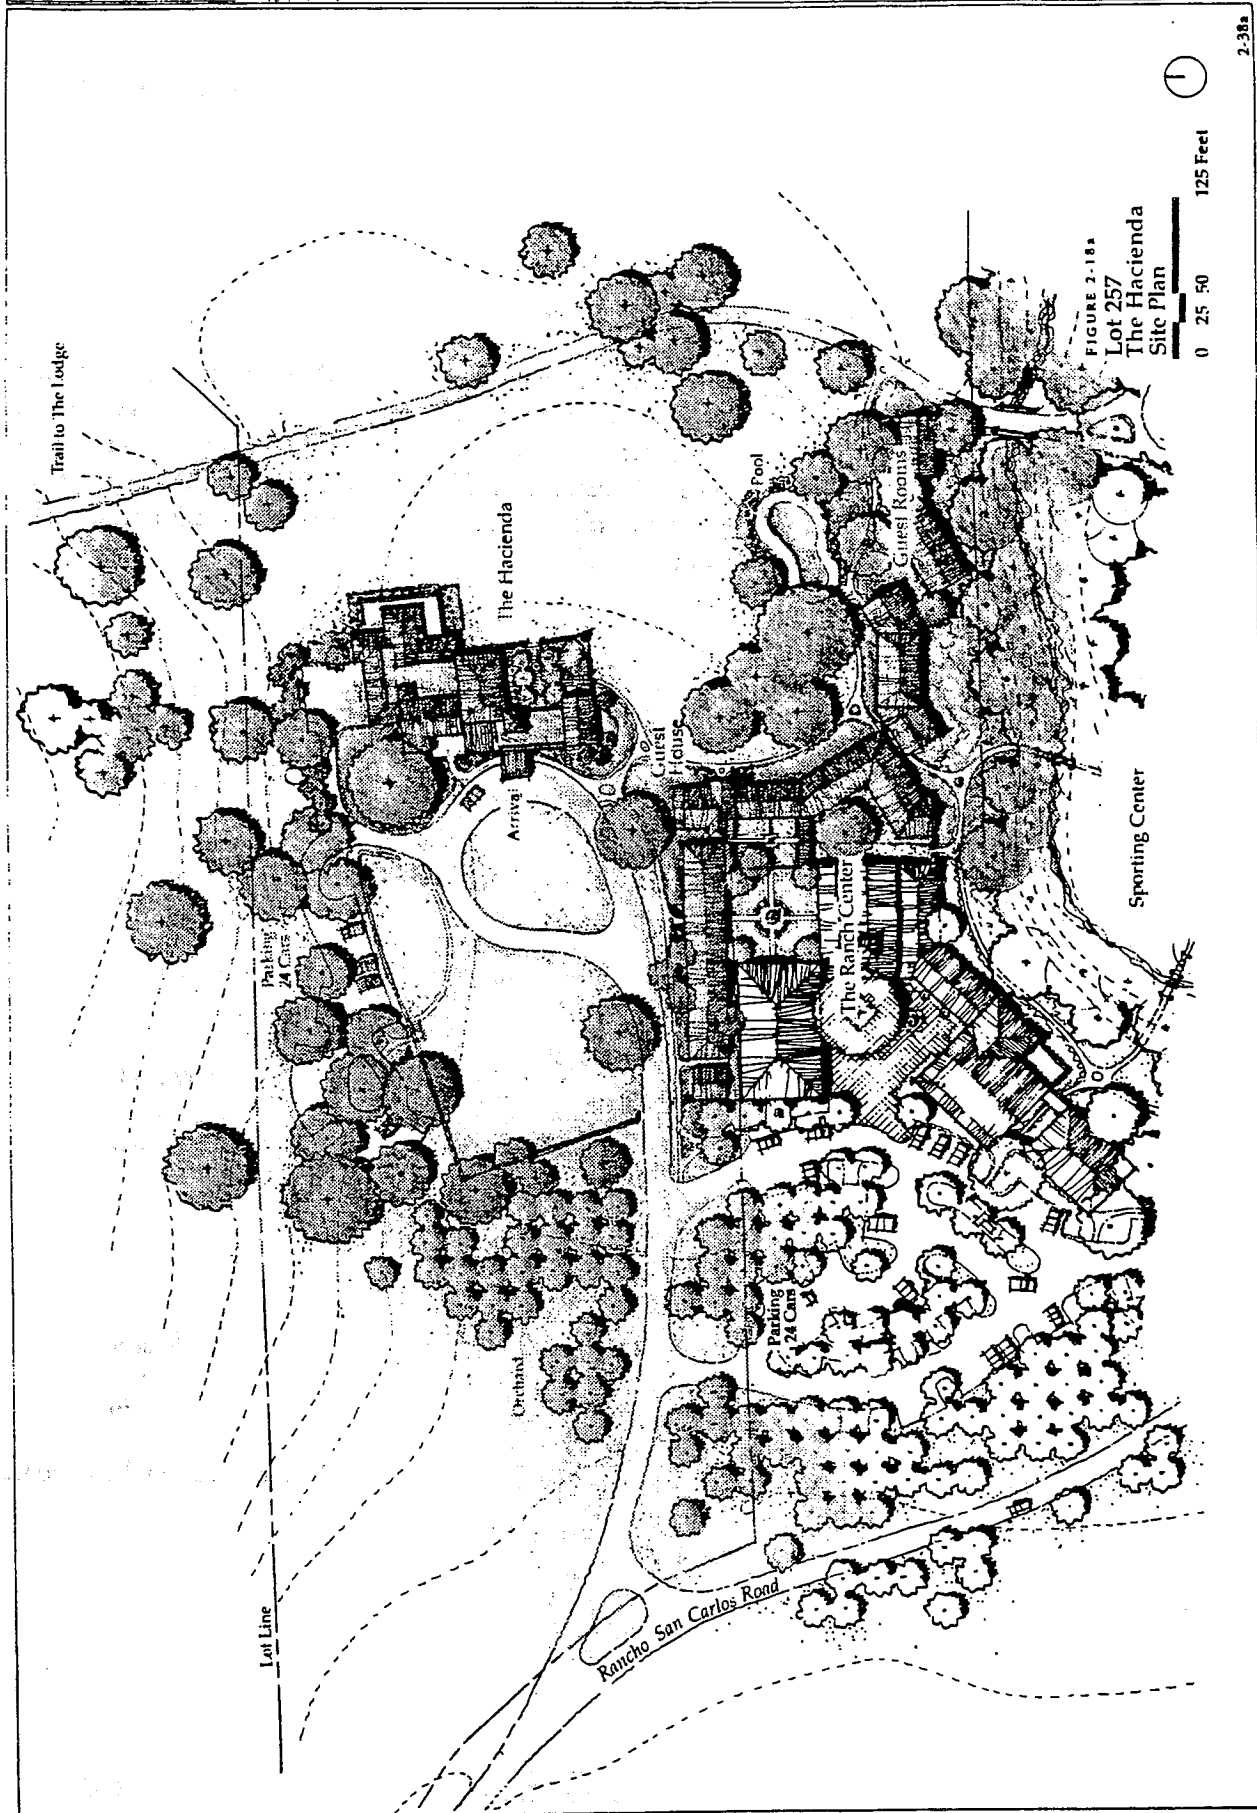 Trail to The Lodge
The Hacienda
Pool
Guest Rooms
Guest
House
Arrival
Parking
24 Cars
The Ranch Center
Sporting Center
Orchard
Parking
24 Cars
Lot Line
Rancho San Carlos Road
FIGURE 2-18a
Lot 257
The Hacienda
Site Plan
0 25 50 125 Feet
2-38a